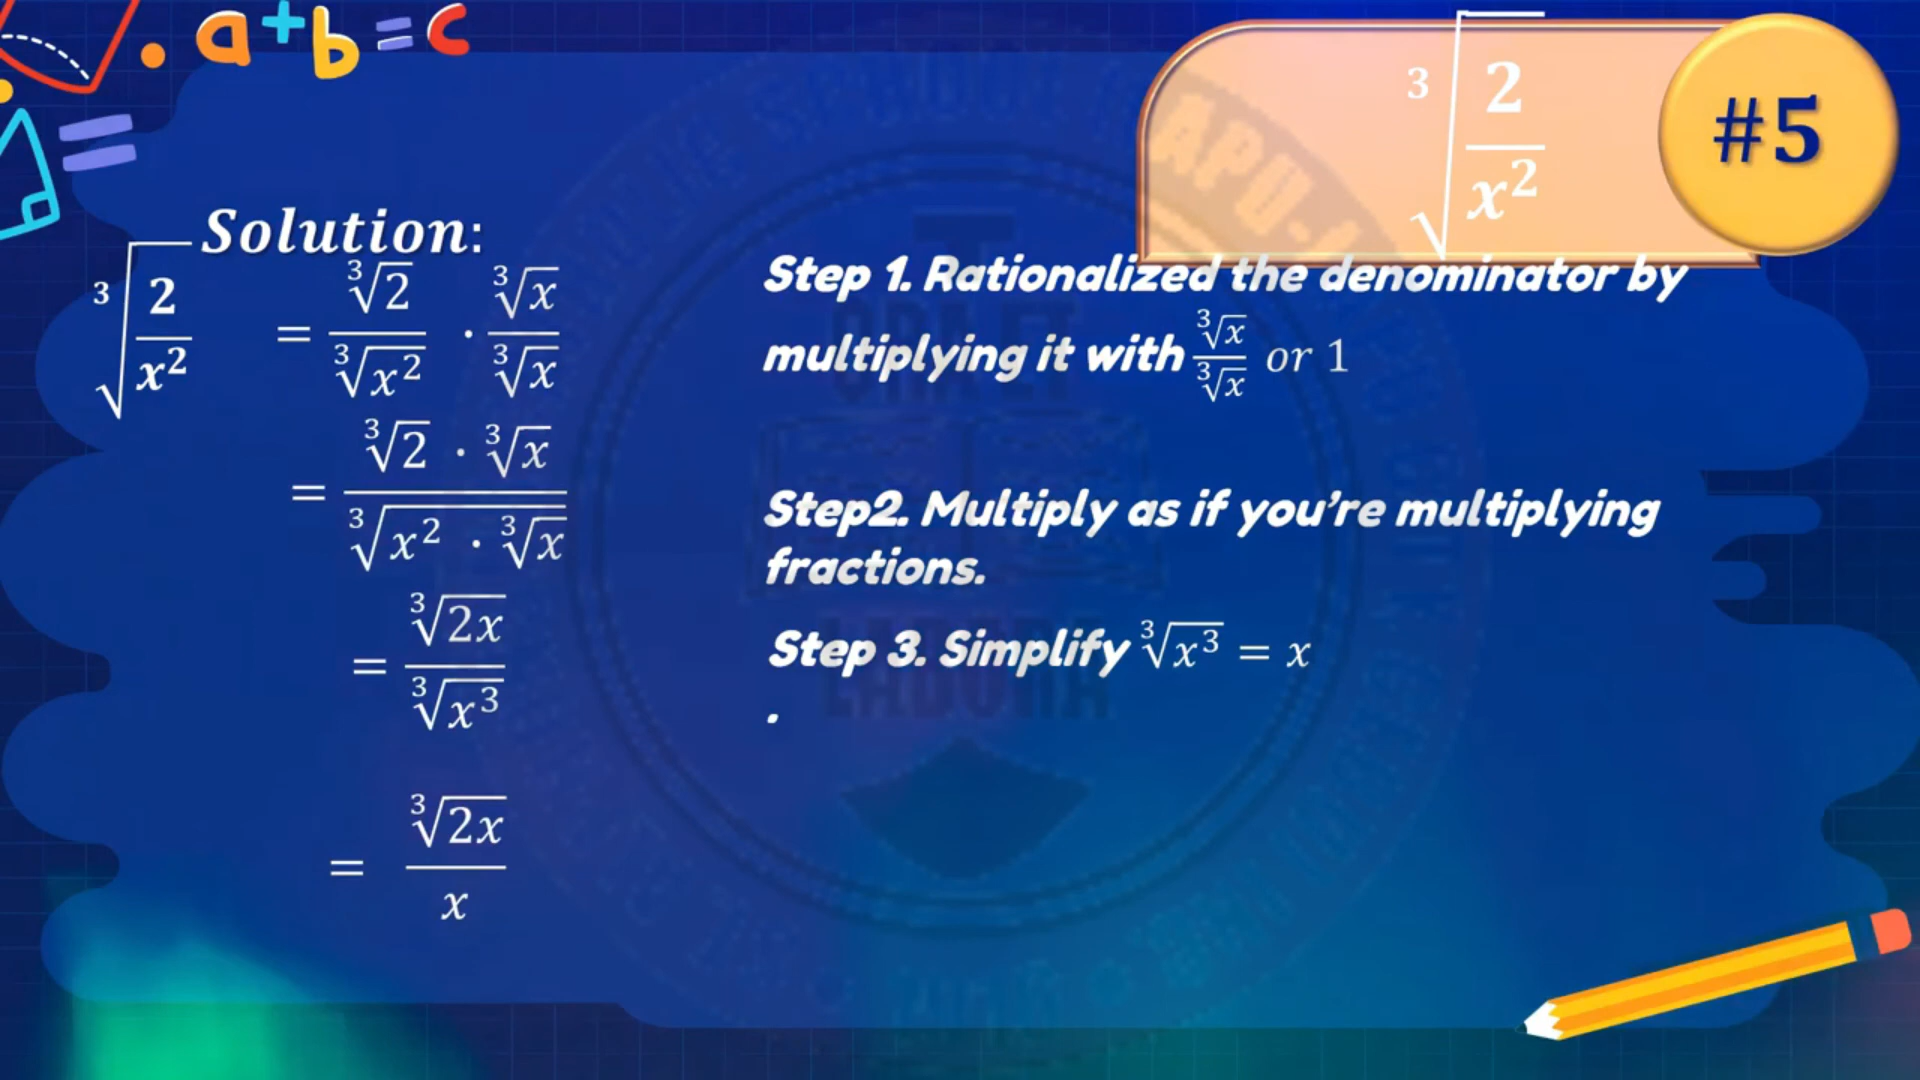 a+b=c
∛(2/x²)
#5
Solution:
∛(2/x²) = ∛2/∛x² · ∛x/∛x
= (∛2 · ∛x)/∛(x² · ∛x)
= ∛2x/∛x³
= ∛2x/x
Step 1. Rationalized the denominator by
multiplying it with ∛x/∛x or 1
Step2. Multiply as if you're multiplying
fractions.
Step 3. Simplify ∛x³ = x
.